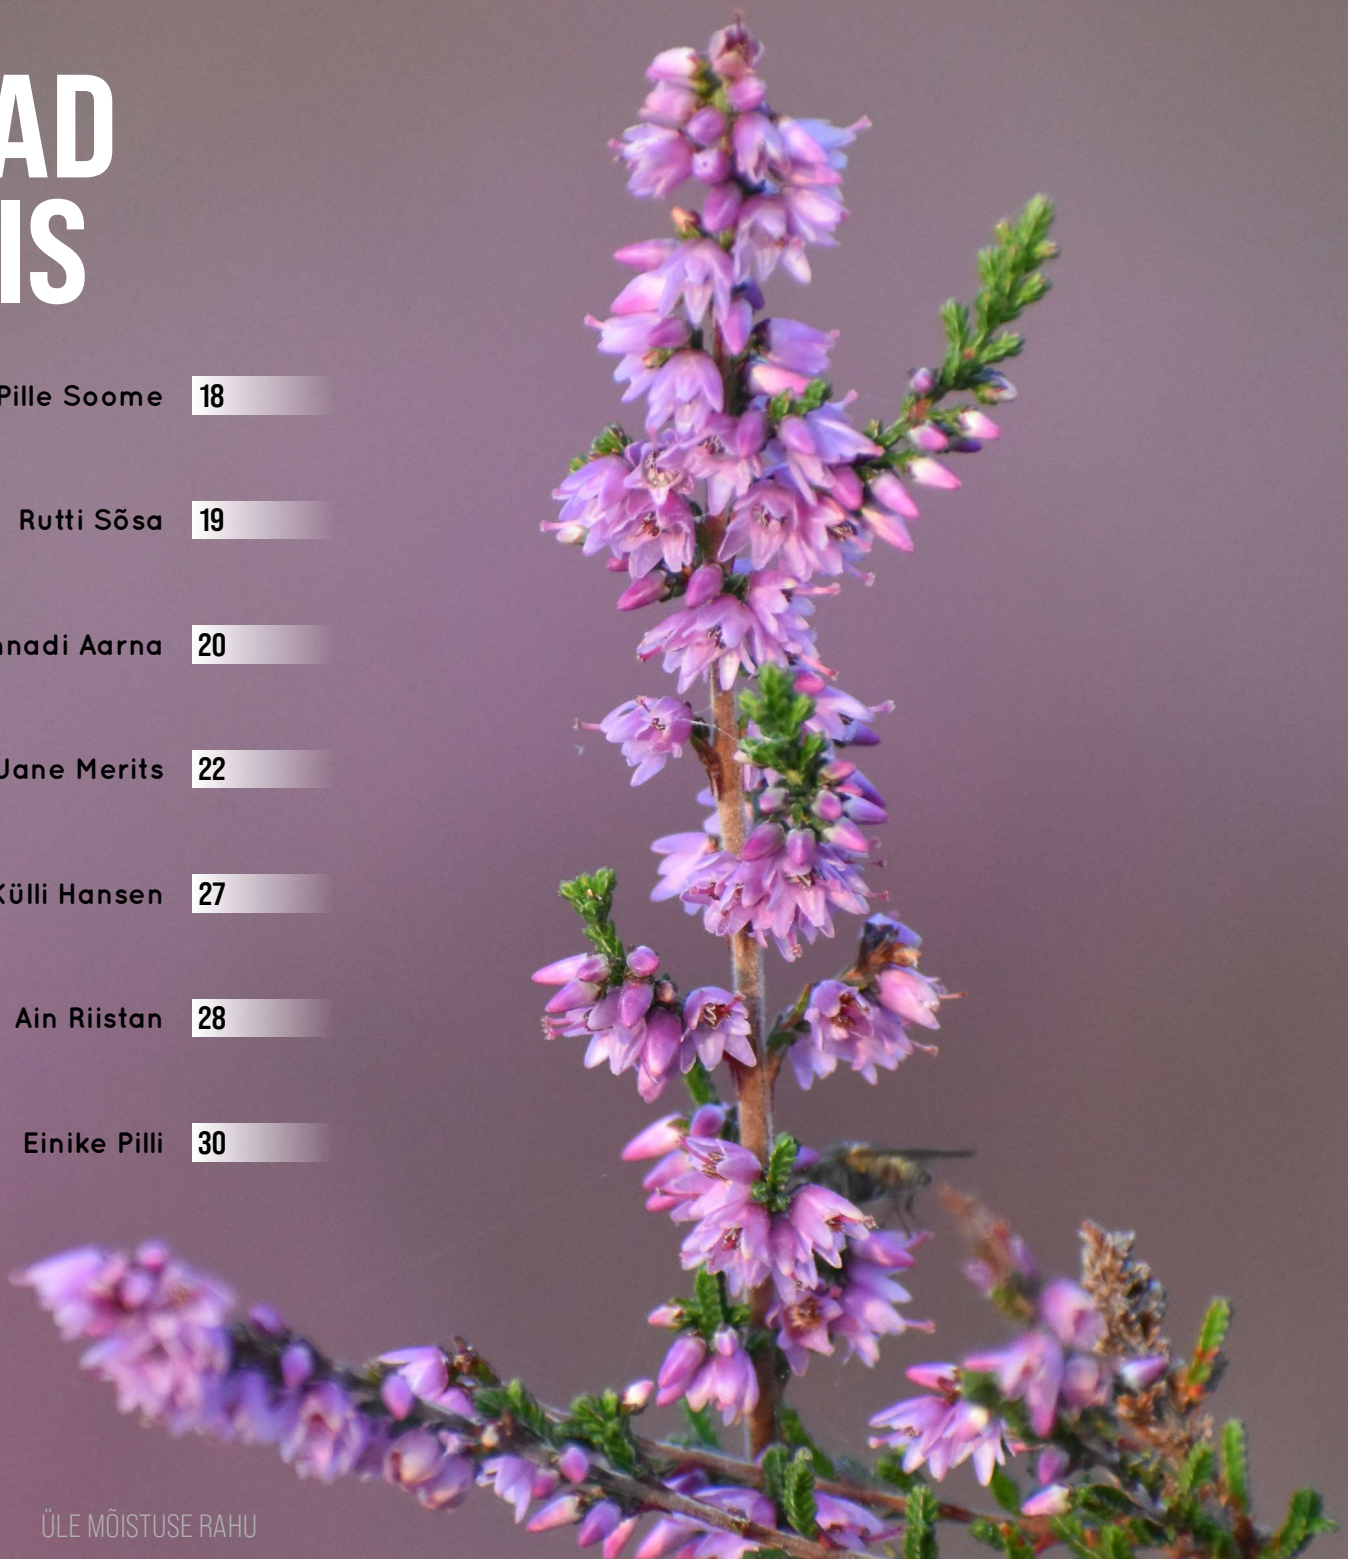 AD
IS
Pille Soome 18
Rutti Sõsa 19
nnadi Aarna 20
Jane Merits 22
Külli Hansen 27
Ain Riistan 28
Einike Pilli 30
ÜLE MÕISTUSE RAHU